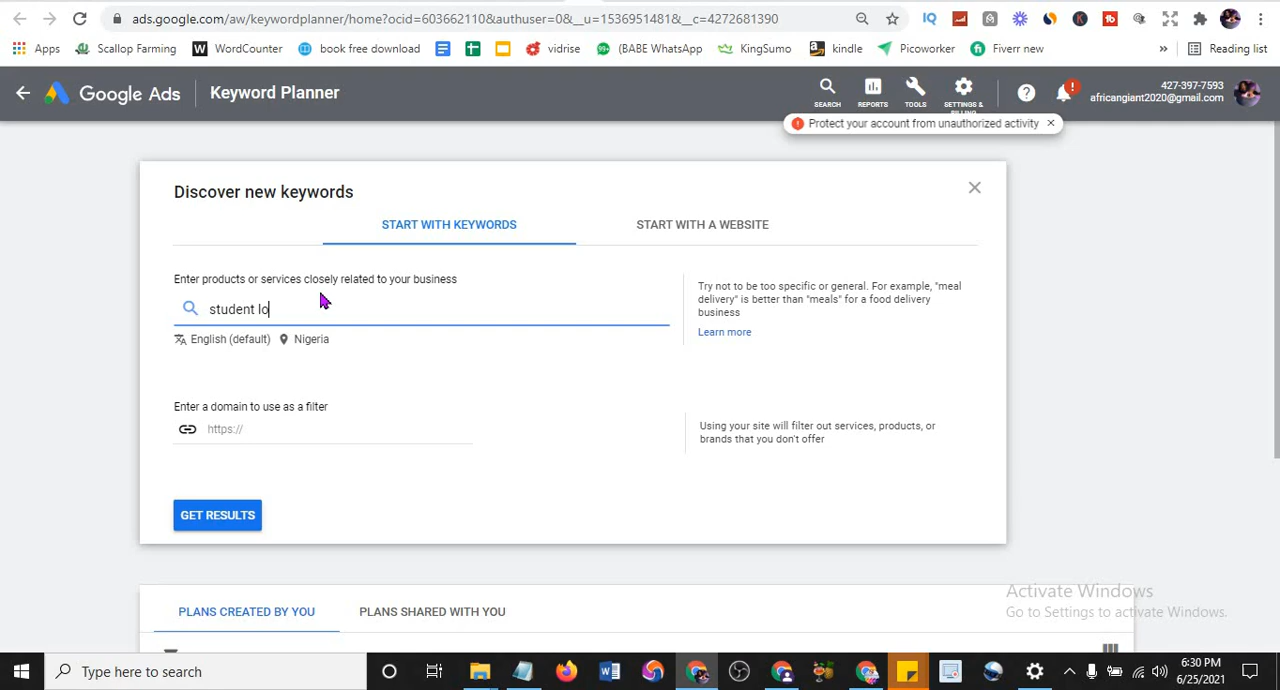 ads.google.com/aw/keywordplanner/home?ocid=603662110&authuser=0&__u=1536951481&__c=4272681390
Apps
Scallop Farming
WordCounter
book free download
vidrise
(BABE WhatsApp
KingSumo
kindle
Picoworker
Fiverr new
»
Reading list
Google Ads
Keyword Planner
SEARCH
REPORTS
TOOLS
SETTINGS &
427-397-7593
africangiant2020@gmail.com
Protect your account from unauthorized activity
Discover new keywords
START WITH KEYWORDS
START WITH A WEBSITE
Enter products or services closely related to your business
student lo
English (default)
Nigeria
Try not to be too specific or general. For example, "meal
delivery" is better than "meals" for a food delivery
business
Learn more
Enter a domain to use as a filter
https://
Using your site will filter out services, products, or
brands that you don't offer
GET RESULTS
Activate Windows
Go to Settings to activate Windows.
PLANS CREATED BY YOU
PLANS SHARED WITH YOU
Type here to search
6:30 PM
6/25/2021